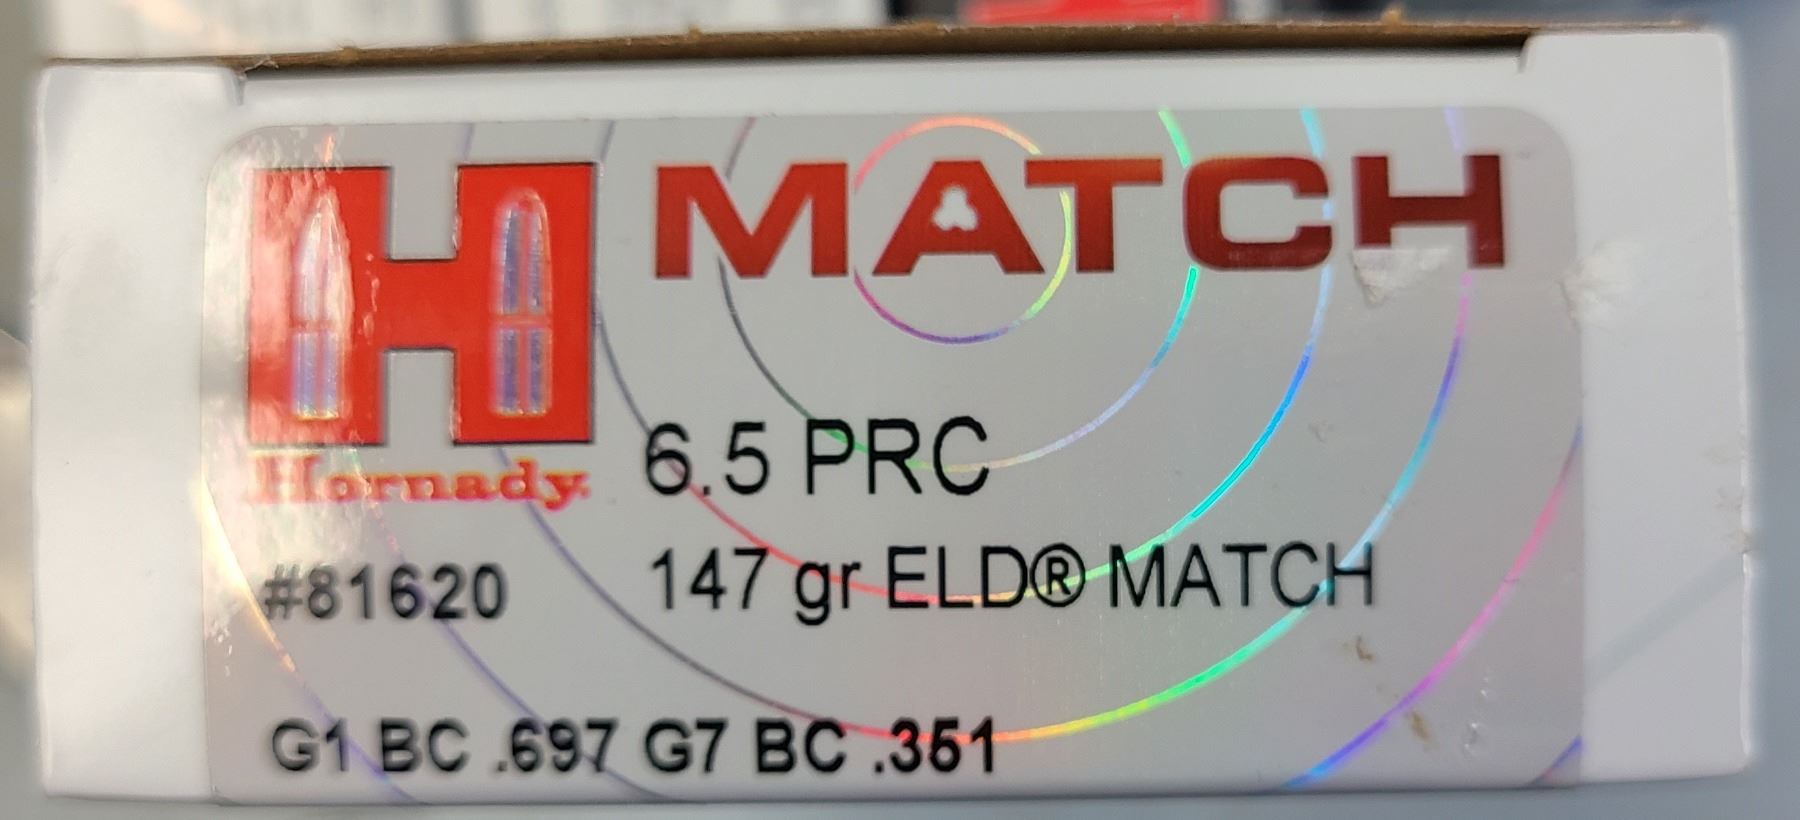 MATCH
Hornady.
6.5 PRC
#81620
147 gr ELD® MATCH
G1 BC .697 G7 BC .351